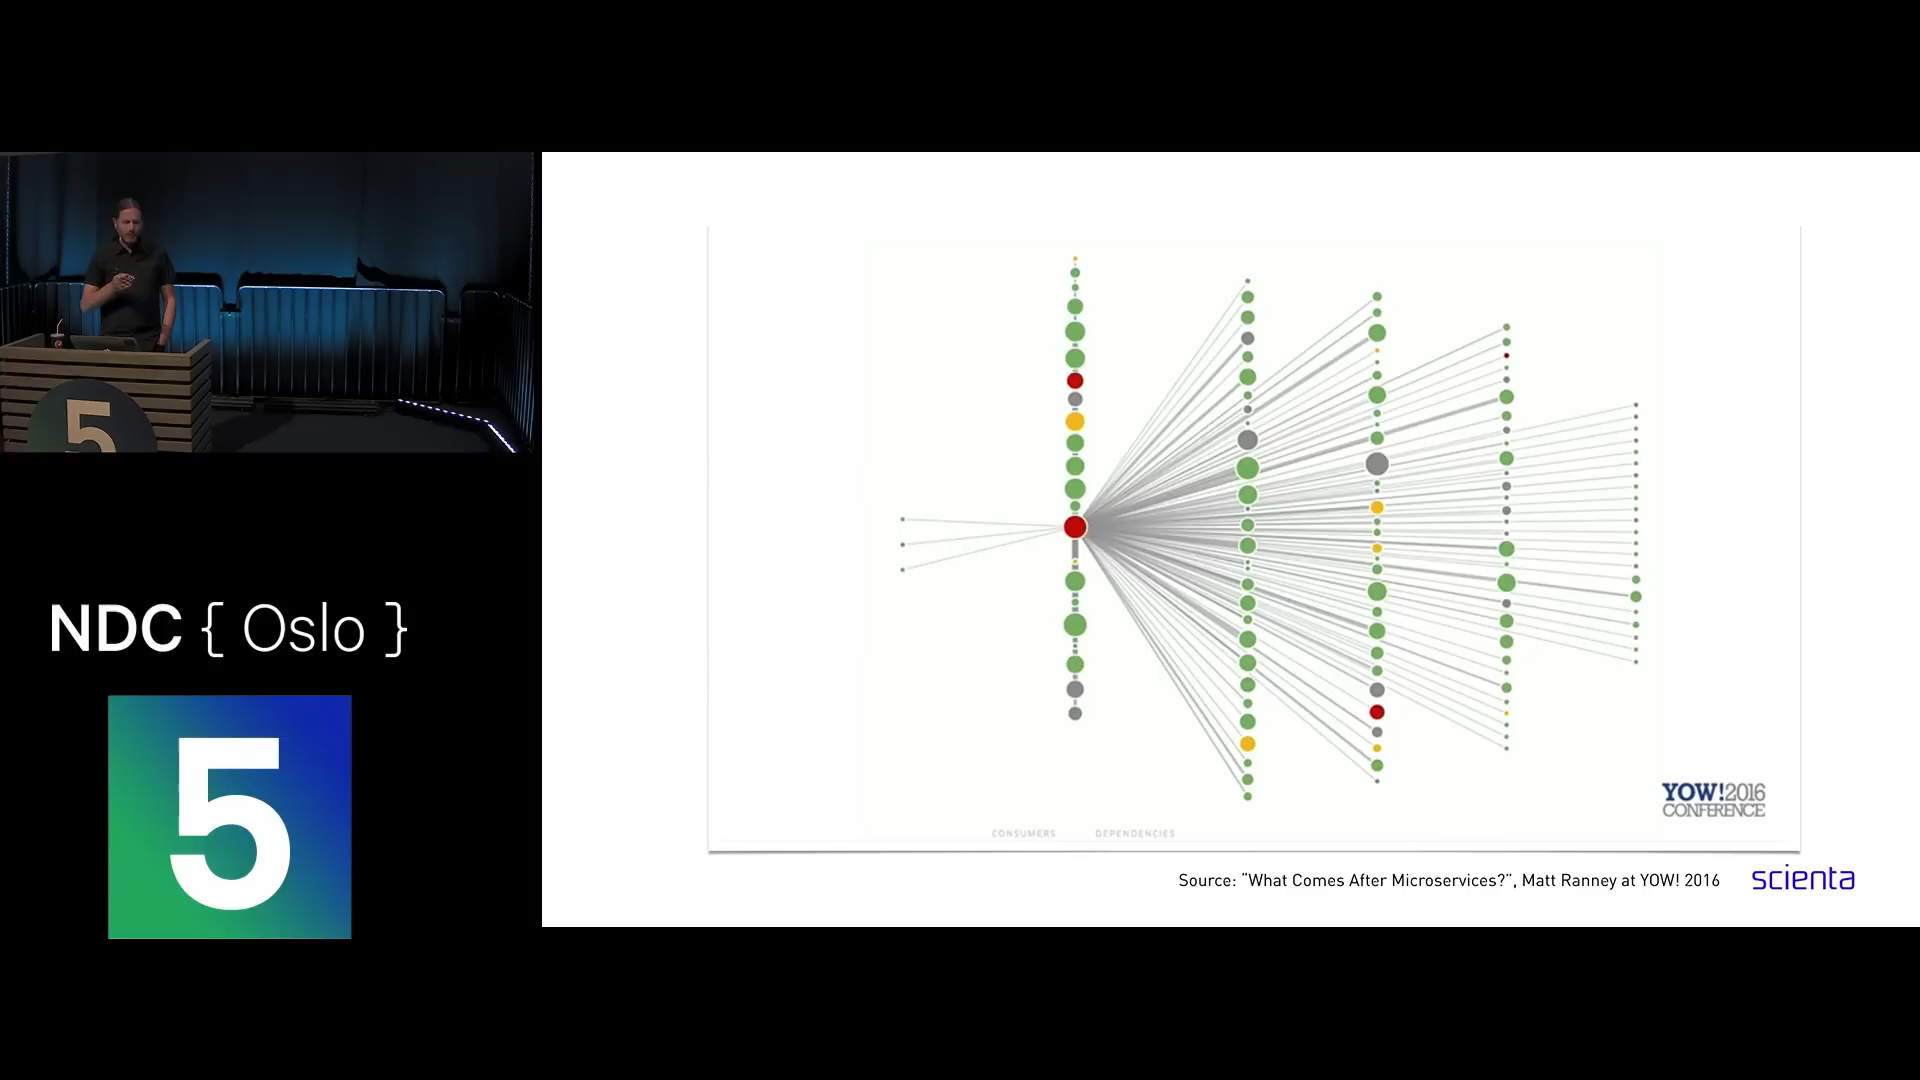 5
NDC { Oslo }
5
CONSUMERS DEPENDENCIES
YOW!2016
CONFERENCE
Source: “What Comes After Microservices?”, Matt Ranney at YOW! 2016
scienta